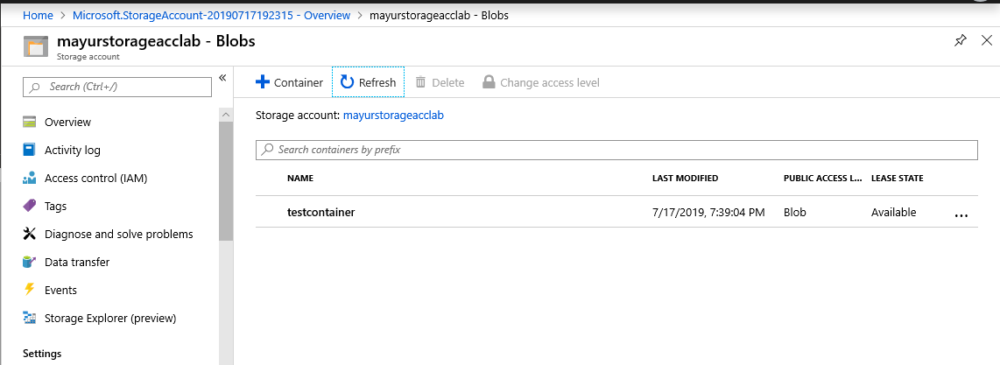 Home > Microsoft.StorageAccount-20190717192315 - Overview > mayurstorageacclab - Blobs
mayurstorageacclab - Blobs
Storage account
Search (Ctrl+/)
«
Overview
Activity log
Access control (IAM)
Tags
Diagnose and solve problems
Data transfer
Events
Storage Explorer (preview)
Settings
Container Refresh Delete Change access level
Storage account: mayurstorageacclab
Search containers by prefix
NAME LAST MODIFIED PUBLIC ACCESS L... LEASE STATE
testcontainer 7/17/2019, 7:39:04 PM Blob Available ...